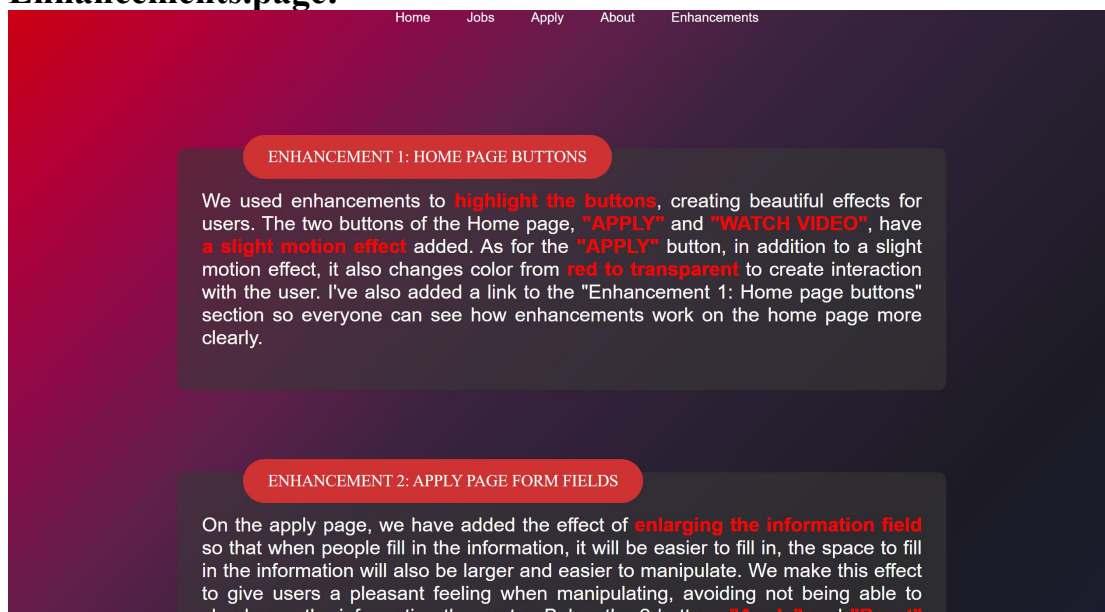 Enhancements.page:
Home Jobs Apply About Enhancements
ENHANCEMENT 1: HOME PAGE BUTTONS
We used enhancements to highlight the buttons, creating beautiful effects for
users. The two buttons of the Home page, "APPLY" and "WATCH VIDEO", have
a slight motion effect added. As for the "APPLY" button, in addition to a slight
motion effect, it also changes color from red to transparent to create interaction
with the user. I've also added a link to the "Enhancement 1: Home page buttons"
section so everyone can see how enhancements work on the home page more
clearly.
ENHANCEMENT 2: APPLY PAGE FORM FIELDS
On the apply page, we have added the effect of enlarging the information field
so that when people fill in the information, it will be easier to fill in, the space to fill
in the information will also be larger and easier to manipulate. We make this effect
to give users a pleasant feeling when manipulating, avoiding not being able to